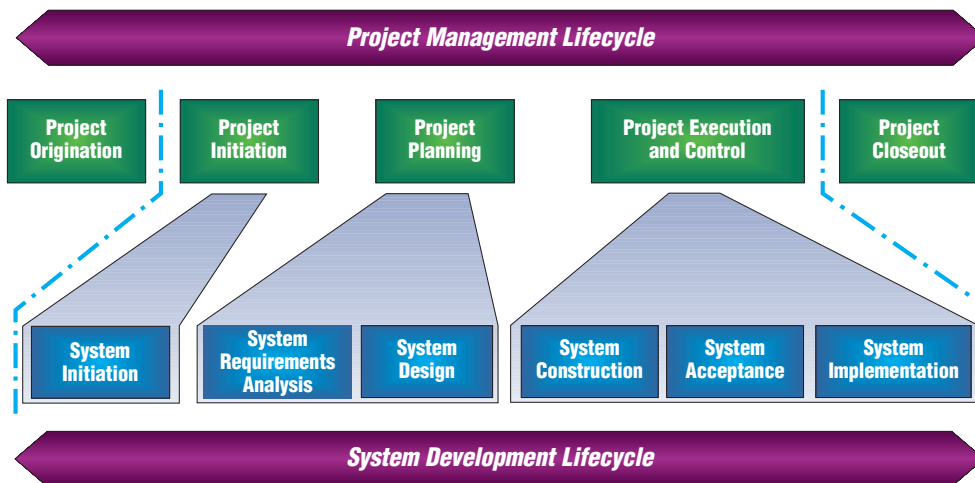 Project Management Lifecycle
Project
Origination
Project
Initiation
Project
Planning
Project Execution
and Control
Project
Closeout
System
Initiation
System
Requirements
Analysis
System
Design
System
Construction
System
Acceptance
System
Implementation
System Development Lifecycle